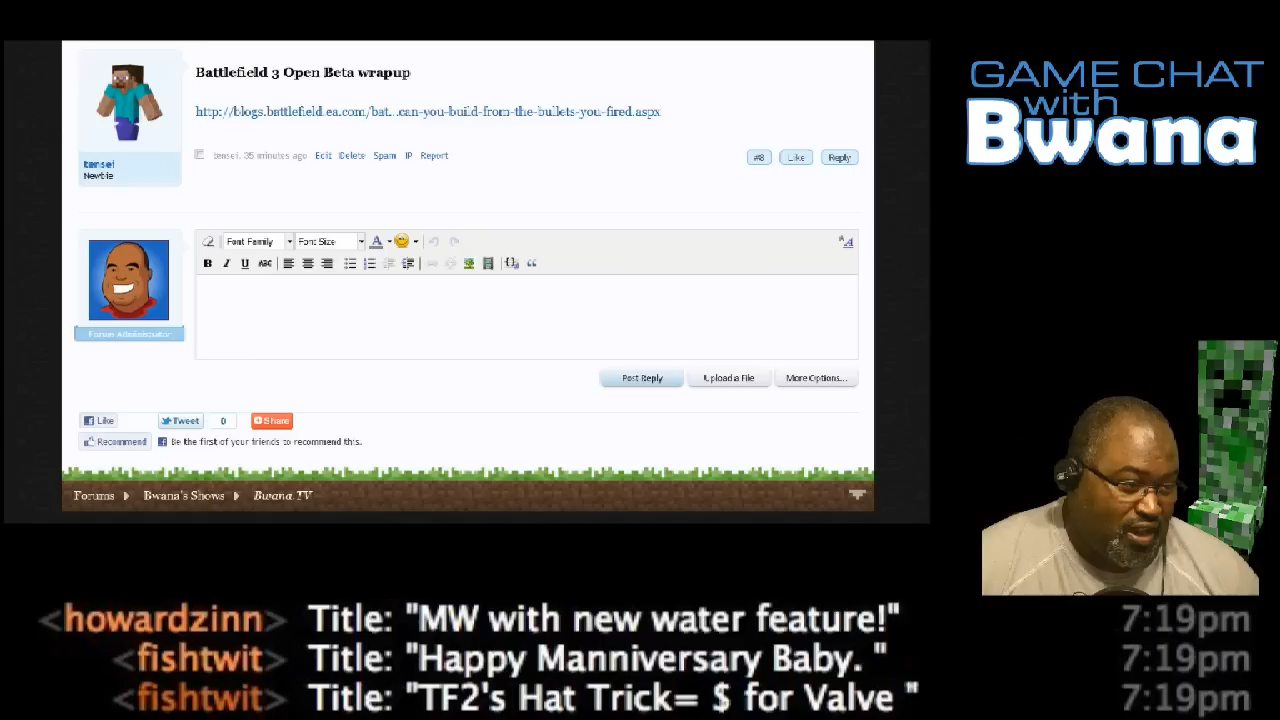 Battlefield 3 Open Beta wrapup
http://blogs.battlefield.ea.com/bat...can-you-build-from-the-bullets-you-fired.aspx
tensei
Newbie
tensei, 35 minutes ago Edit Delete Spam IP Report
#8 Like Reply
Font Family Font Size A
B I U ABC
Forum Administrator
Post Reply Upload a File More Options...
Like Tweet 0 Share
Recommend Be the first of your friends to recommend this.
Forums Bwana's Shows Bwana.TV
GAME CHAT
with
Bwana
<howardzinn> Title: "MW with new water feature!" 7:19pm
<fishtwit> Title: "Happy Manniversary Baby. " 7:19pm
<fishtwit> Title: "TF2's Hat Trick= $ for Valve " 7:19pm